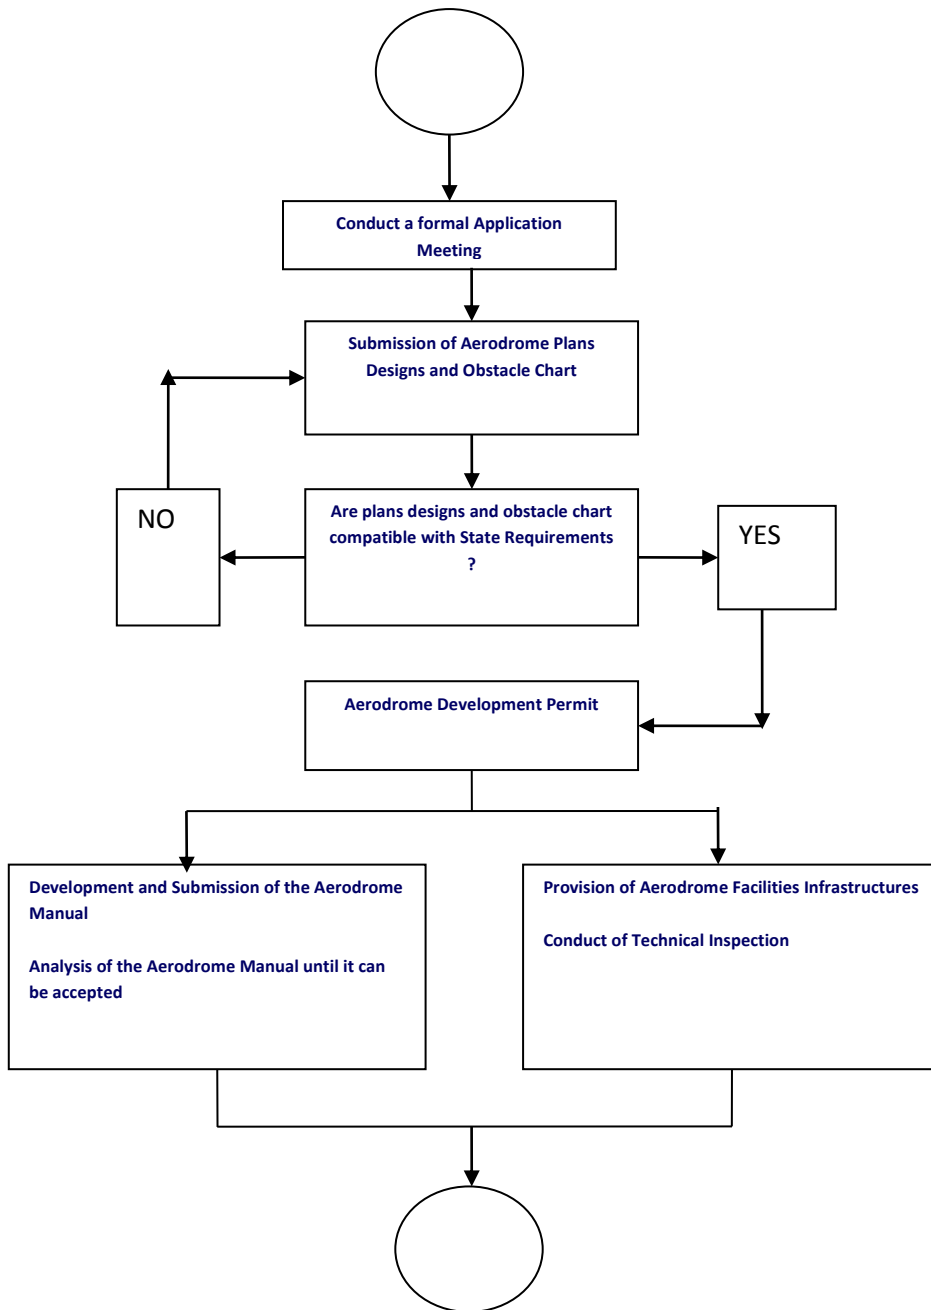 Conduct a formal Application
Meeting
Submission of Aerodrome Plans
Designs and Obstacle Chart
NO
Are plans designs and obstacle chart
compatible with State Requirements
?
YES
Aerodrome Development Permit
Development and Submission of the Aerodrome
Manual
Analysis of the Aerodrome Manual until it can
be accepted
Provision of Aerodrome Facilities Infrastructures
Conduct of Technical Inspection